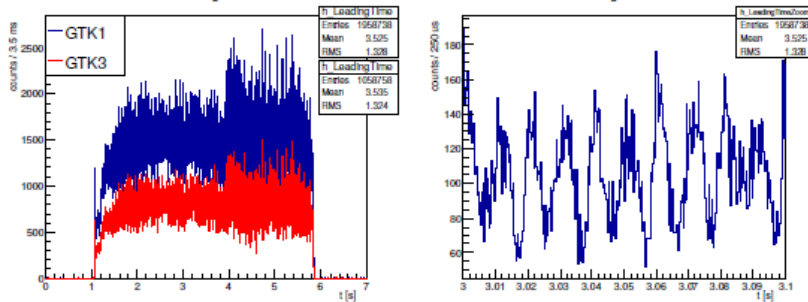 counts / 3.5 ms
2500
2000
1500
1000
500
0
GTK1
GTK3
h_LeadingTime
Entries 1958738
Mean 3.525
RMS 1.328
h_LeadingTime
Entries 1058758
Mean 3.535
RMS 1.324
0 1 2 3 4 5 6 7
t [s]
counts / 250 us
180
160
140
120
100
80
60
h_LeadingTimeZoom
Entries 1958738
Mean 3.525
RMS 1.328
3 3.01 3.02 3.03 3.04 3.05 3.06 3.07 3.08 3.09 3.1
t [s]